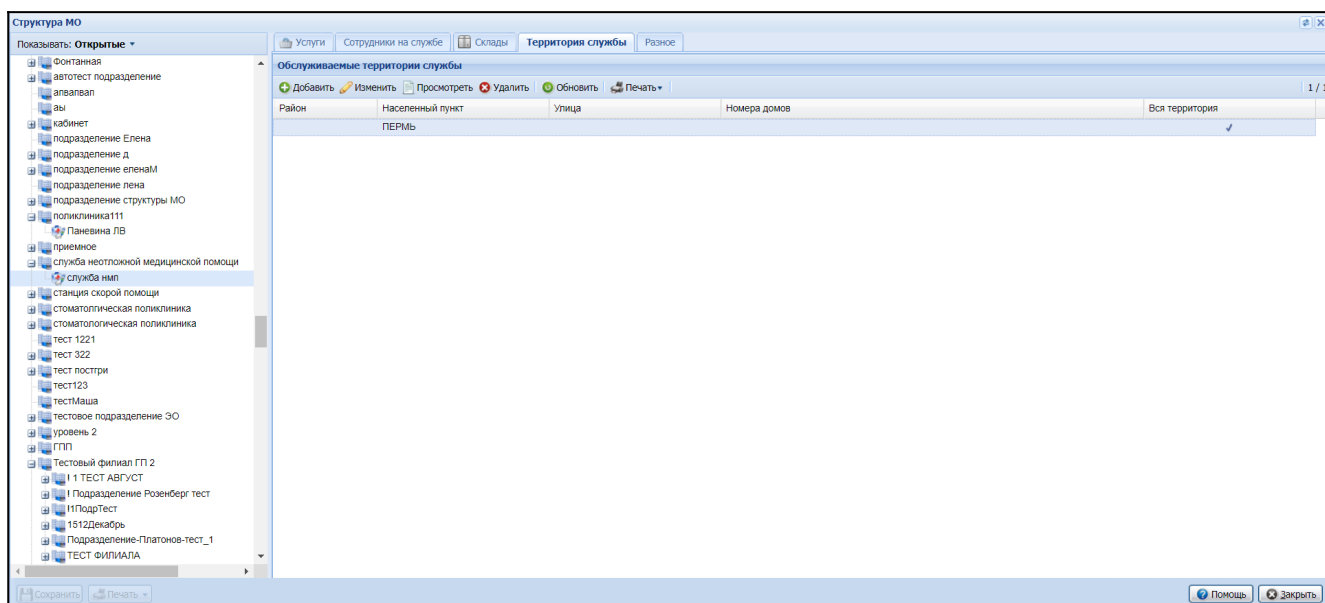 Структура МО
Показывать: Открытые
Фонтанная
автотест подразделение
апвалвал
аы
кабинет
подразделение Елена
подразделение д
подразделение еленаМ
подразделение лена
подразделение структуры МО
поликлиника111
Паневина ЛВ
приемное
служба неотложной медицинской помощи
служба нмп
станция скорой помощи
стоматолгическая поликлиника
стоматологическая поликлиника
тест 1221
тест 322
тест постгри
тест123
тестМаша
тестовое подразделение ЭО
уровень 2
ГПП
Тестовый филиал ГП 2
! 1 ТЕСТ АВГУСТ
! Подразделение Розенберг тест
!1ПодрТест
1512Декабрь
Подразделение-Платонов-тест_1
ТЕСТ ФИЛИАЛА
Услуги Сотрудники на службе Склады Территория службы Разное
Обслуживаемые территории службы
Добавить Изменить Просмотреть Удалить Обновить Печать 1 / 1
Район Населенный пункт Улица Номера домов Вся территория
ПЕРМЬ
Сохранить Печать Помощь Закрыть